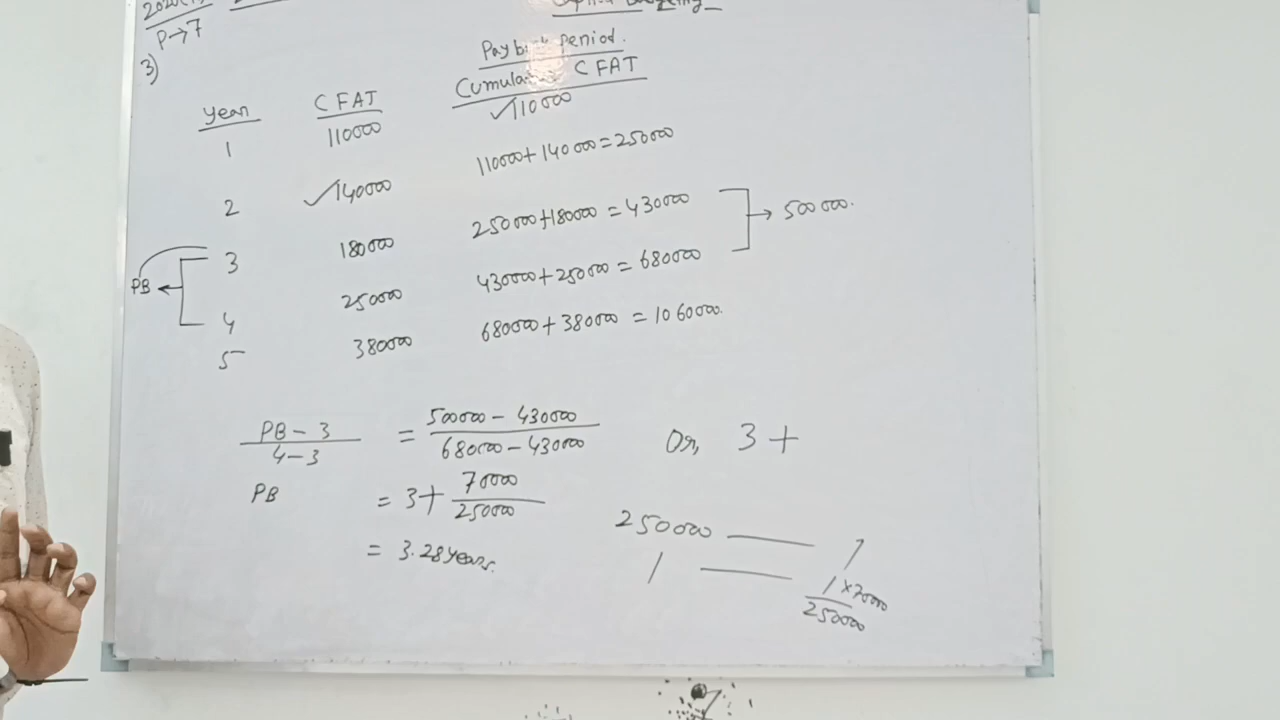 P→7
3)
Payback Period.
Year CFAT Cumulative CFAT
1 110000 ✓110000
2 ✓140000 110000+140000=250000
3 180000 250000+180000=430000
→ 500000.
PB
4 250000 430000+250000=680000
5 380000 680000+380000=1060000.
PB-3 / 4-3 = 500000-430000 / 680000-430000 Or, 3+
PB = 3+ 70000 / 250000
= 3.28 years.
250000 — 1
1 — 1×70000 / 250000